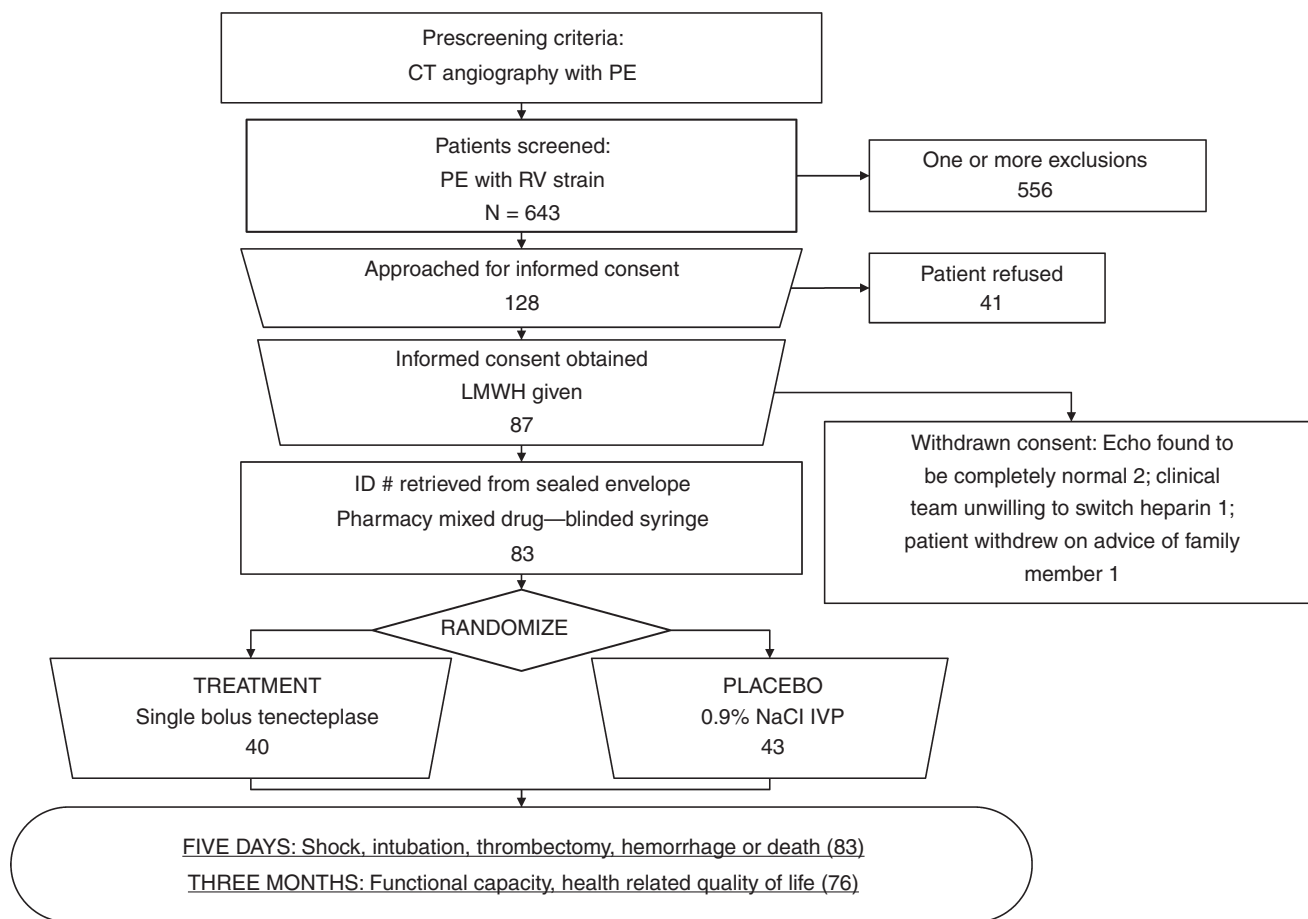 Prescreening criteria:
CT angiography with PE
Patients screened:
PE with RV strain
N = 643
One or more exclusions
556
Approached for informed consent
128
Patient refused
41
Informed consent obtained
LMWH given
87
Withdrawn consent: Echo found to
be completely normal 2; clinical
team unwilling to switch heparin 1;
patient withdrew on advice of family
member 1
ID # retrieved from sealed envelope
Pharmacy mixed drug—blinded syringe
83
RANDOMIZE
TREATMENT
Single bolus tenecteplase
40
PLACEBO
0.9% NaCl IVP
43
FIVE DAYS: Shock, intubation, thrombectomy, hemorrhage or death (83)
THREE MONTHS: Functional capacity, health related quality of life (76)